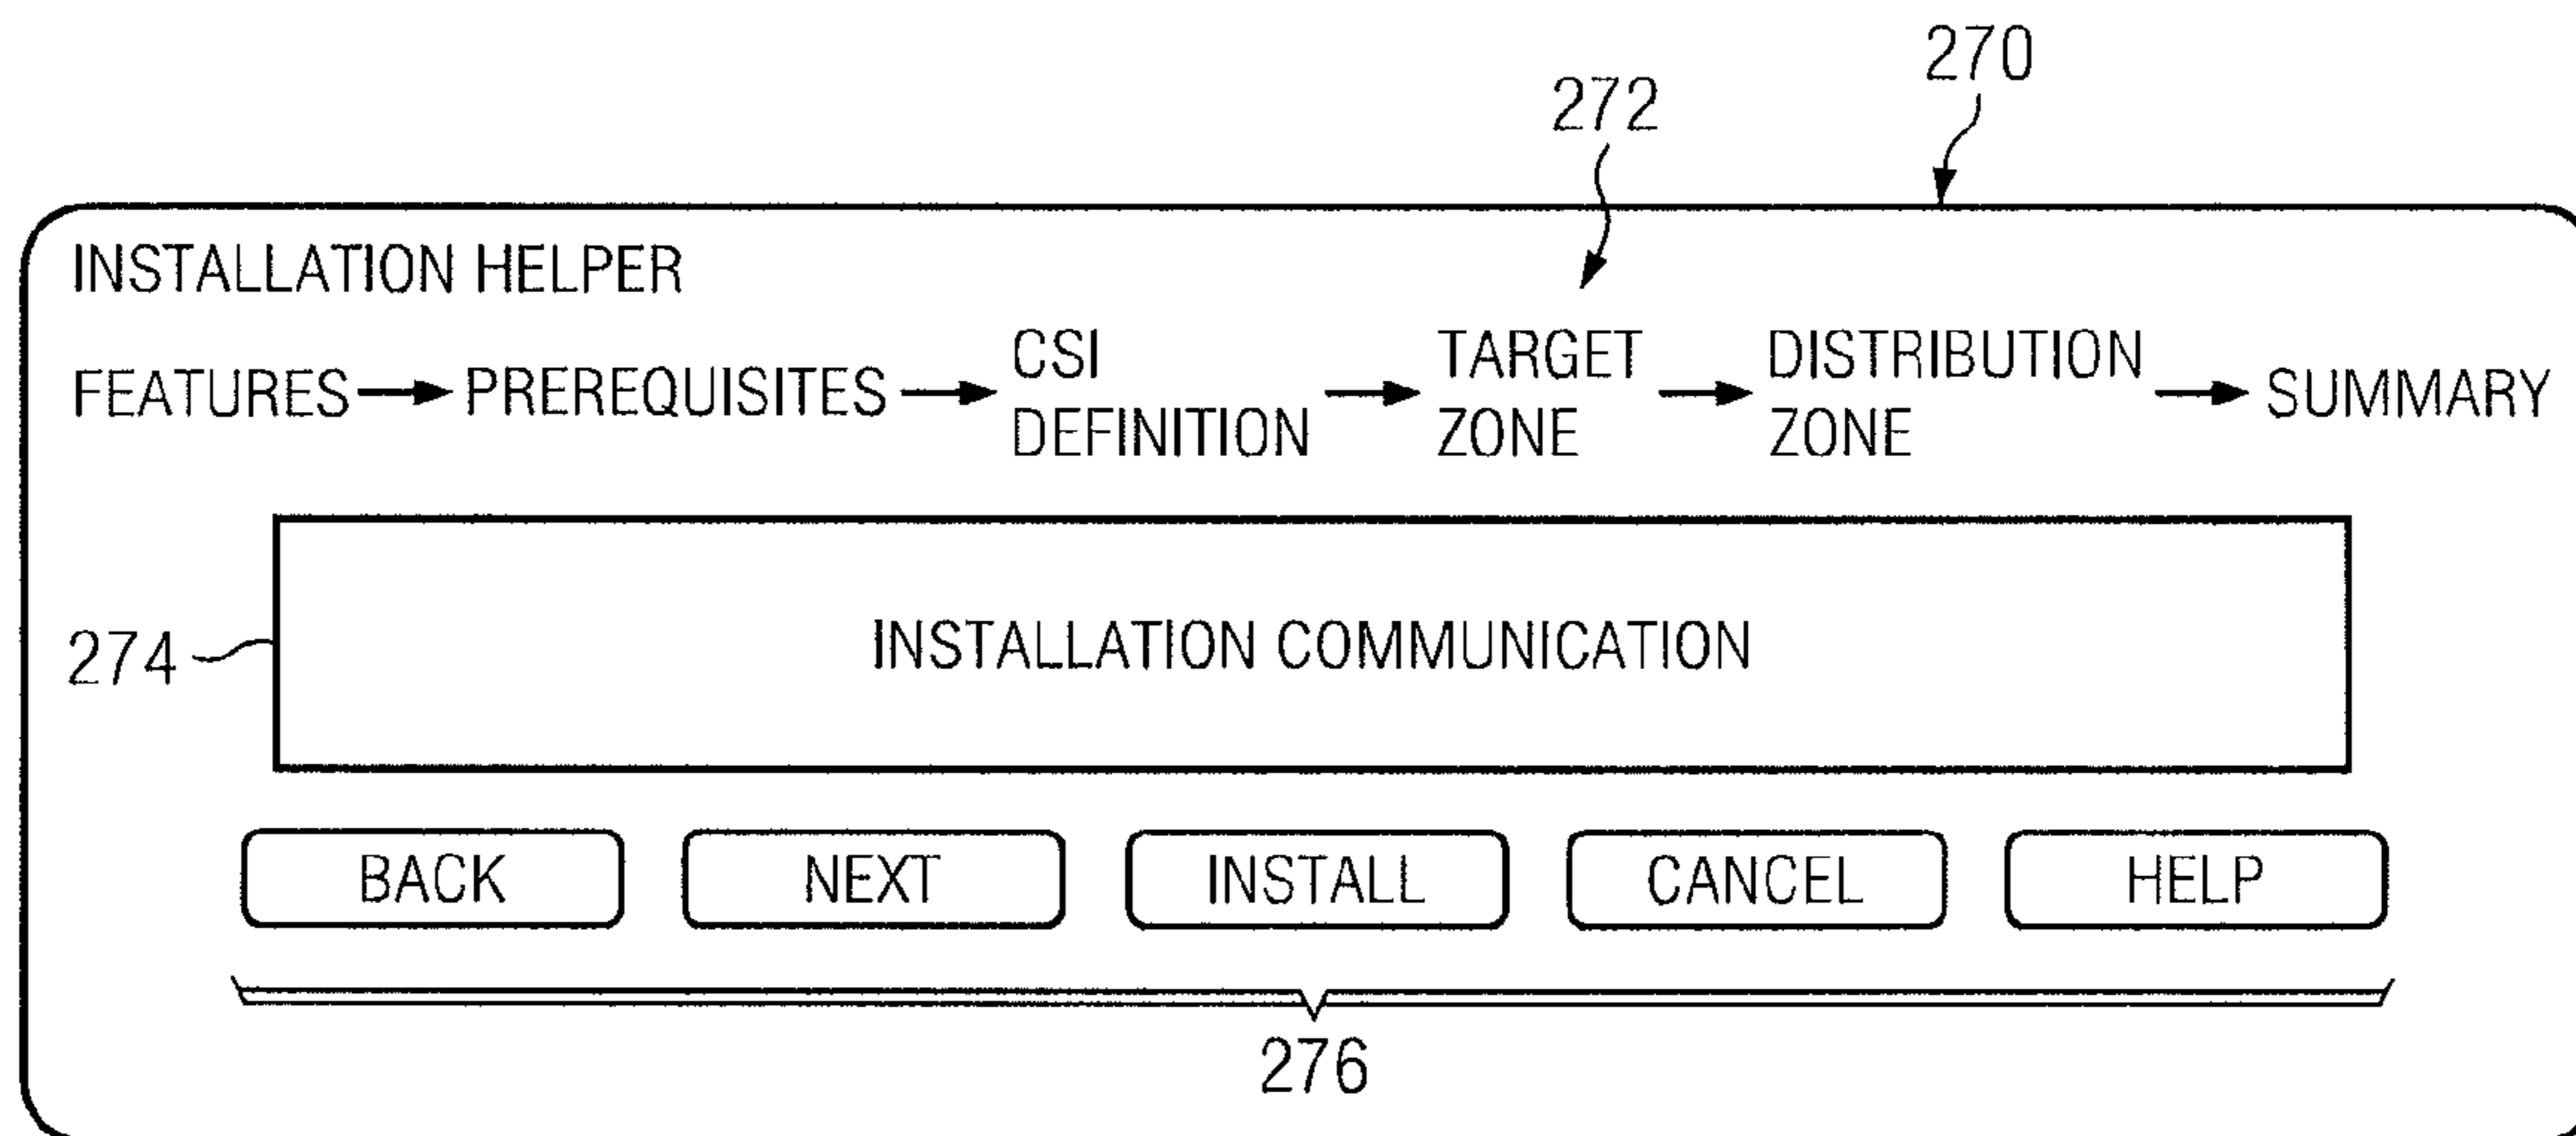 270
272
INSTALLATION HELPER
FEATURES → PREREQUISITES → CSI DEFINITION → TARGET ZONE → DISTRIBUTION ZONE → SUMMARY
274
INSTALLATION COMMUNICATION
BACK NEXT INSTALL CANCEL HELP
276